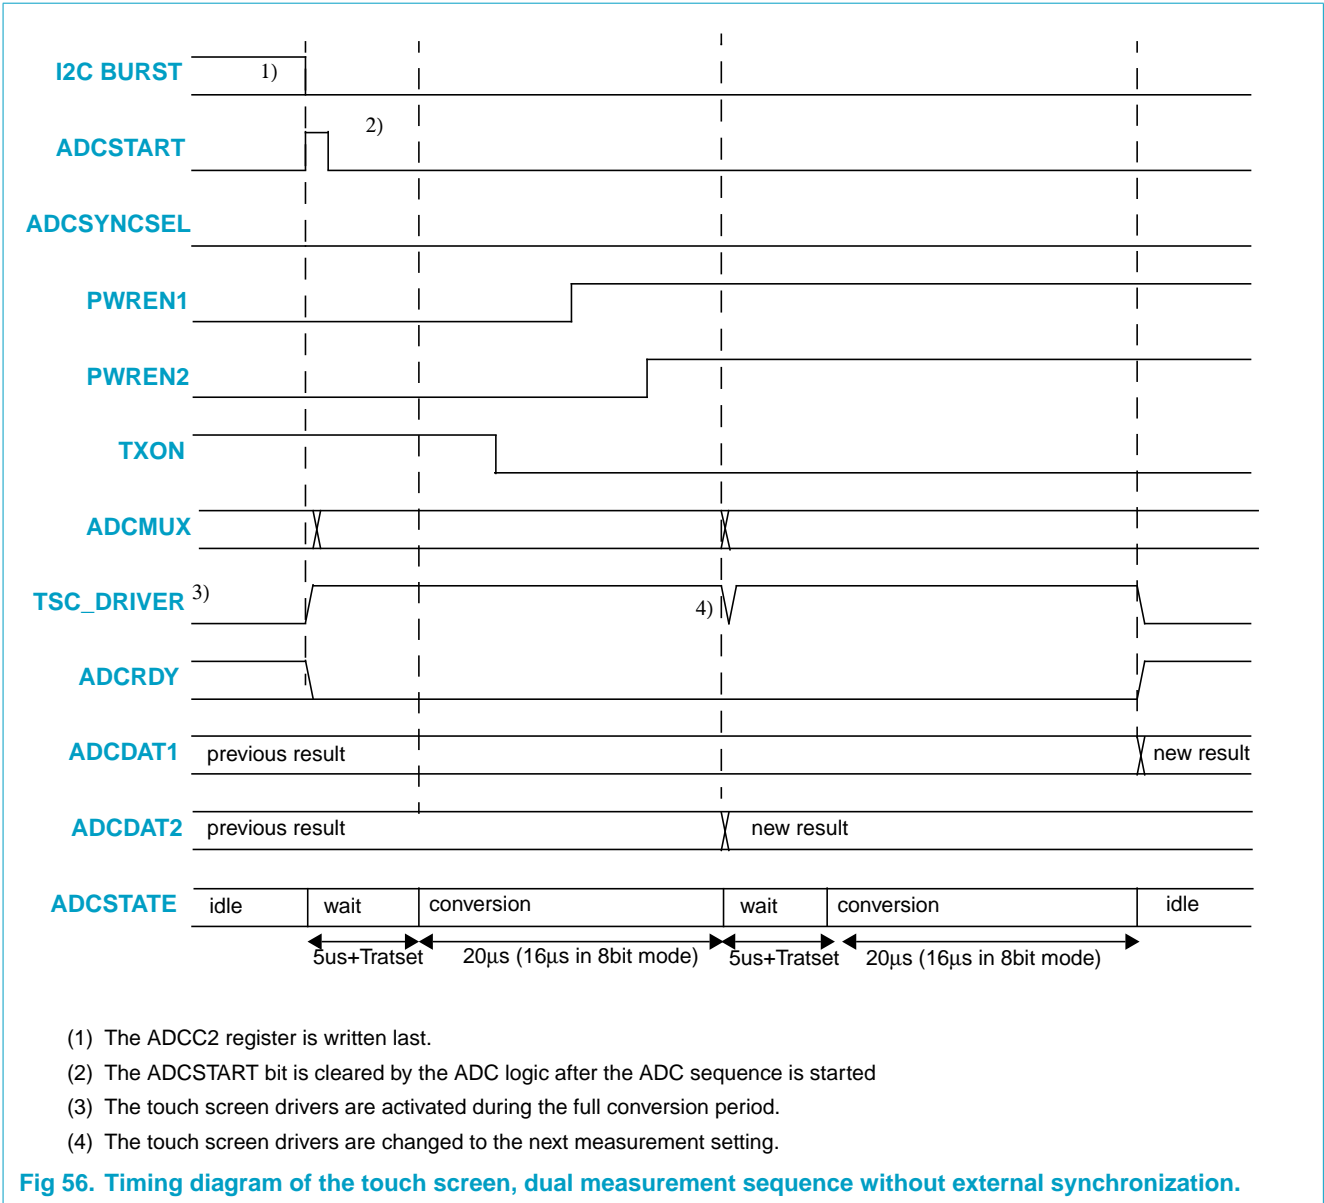 I2C BURST
1)
ADCSTART
2)
ADCSYNCSEL
PWREN1
PWREN2
TXON
ADCMUX
TSC_DRIVER 3)
4)
ADCRDY
ADCDAT1 previous result new result
ADCDAT2 previous result new result
ADCSTATE idle wait conversion wait conversion idle
5us+Tratset 20μs (16μs in 8bit mode) 5us+Tratset 20μs (16μs in 8bit mode)
(1) The ADCC2 register is written last.
(2) The ADCSTART bit is cleared by the ADC logic after the ADC sequence is started
(3) The touch screen drivers are activated during the full conversion period.
(4) The touch screen drivers are changed to the next measurement setting.
Fig 56. Timing diagram of the touch screen, dual measurement sequence without external synchronization.